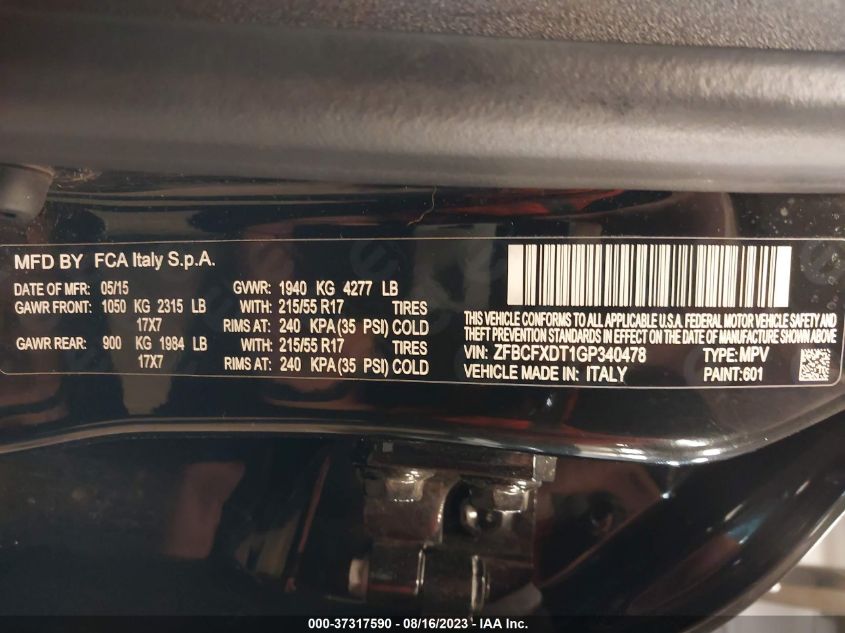 MFD BY FCA Italy S.p.A.
DATE OF MFR: 05/15 GVWR: 1940 KG 4277 LB
GAWR FRONT: 1050 KG 2315 LB WITH: 215/55 R17 TIRES
17X7 RIMS AT: 240 KPA (35 PSI) COLD
GAWR REAR: 900 KG 1984 LB WITH: 215/55 R17 TIRES
17X7 RIMS AT: 240 KPA (35 PSI) COLD
THIS VEHICLE CONFORMS TO ALL APPLICABLE U.S.A. FEDERAL MOTOR VEHICLE SAFETY AND
THEFT PREVENTION STANDARDS IN EFFECT ON THE DATE OF MANUFACTURE SHOWN ABOVE.
VIN: ZFBCFXDT1GP340478 TYPE: MPV
VEHICLE MADE IN: ITALY PAINT: 601
000-37317590 - 08/16/2023 - IAA Inc.